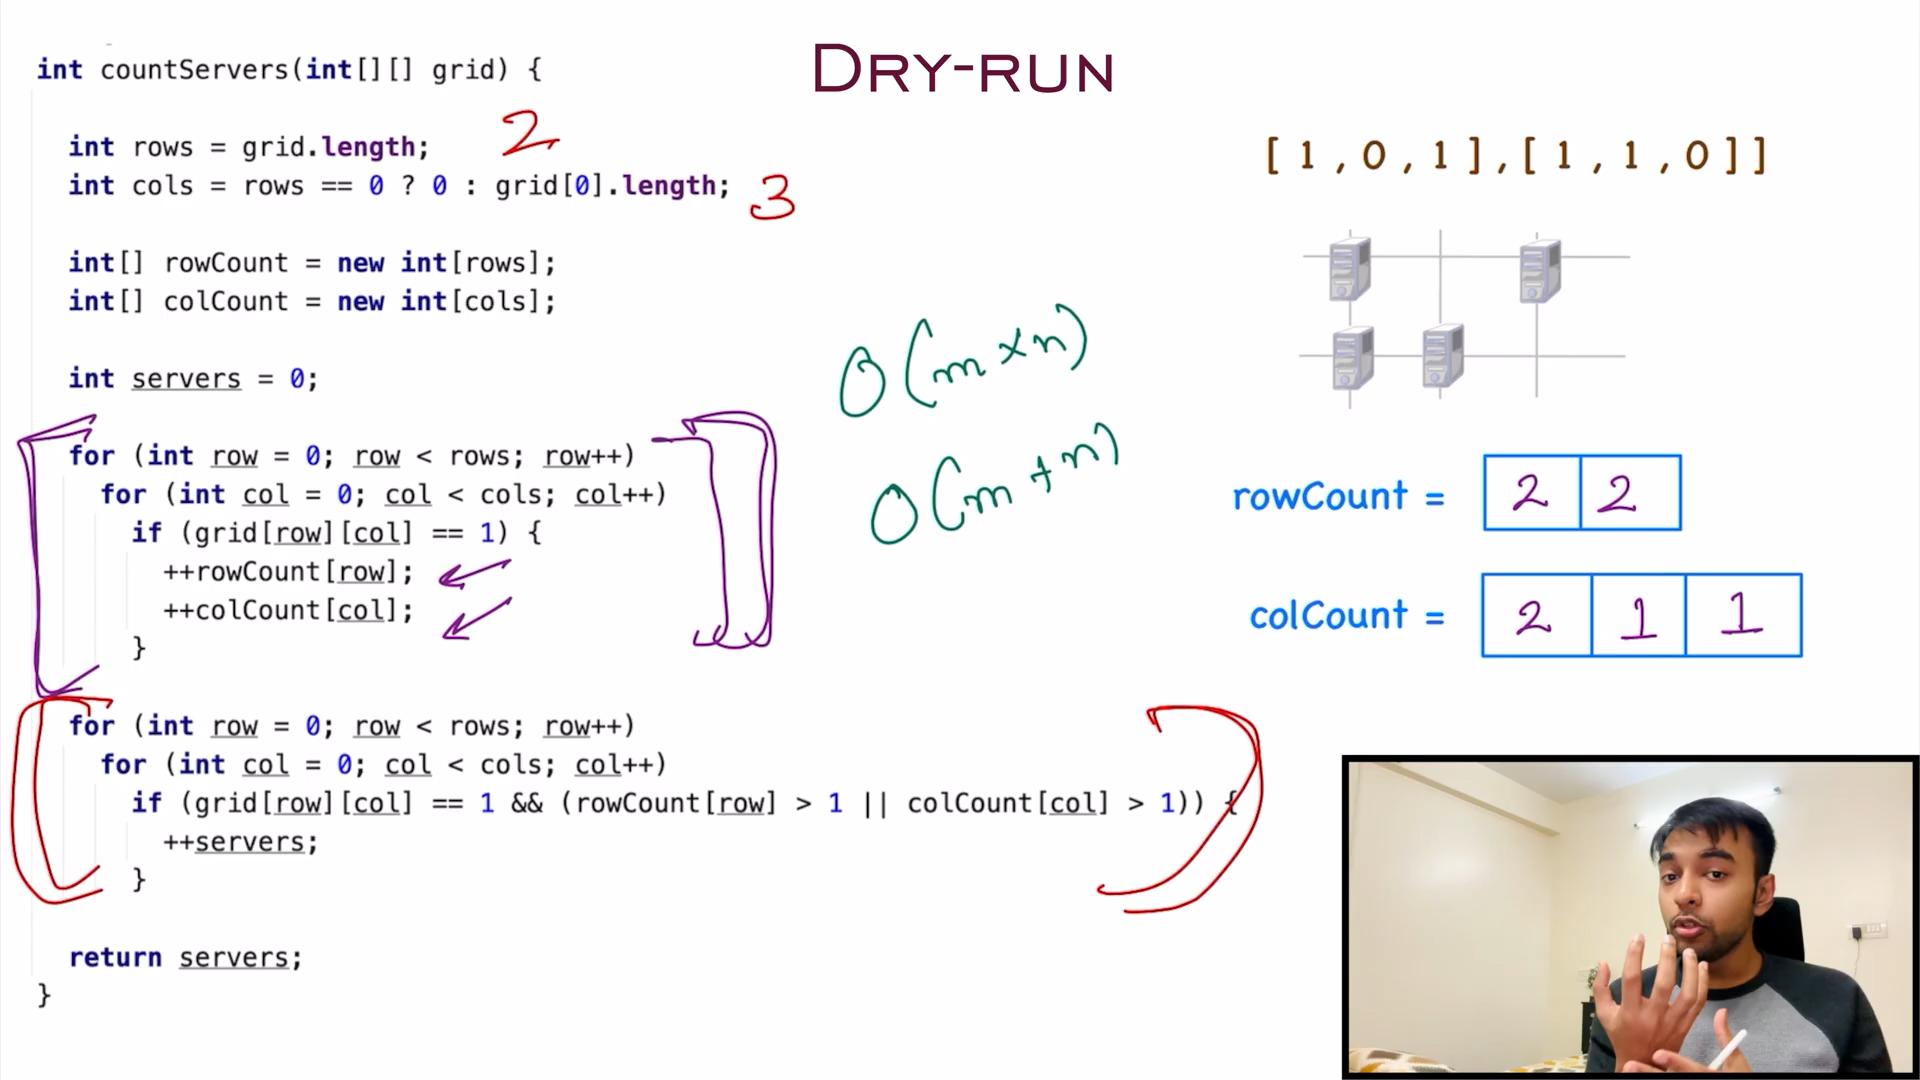 DRY-RUN
int countServers(int[][] grid) {
int rows = grid.length; 2
int cols = rows == 0 ? 0 : grid[0].length; 3
int[] rowCount = new int[rows];
int[] colCount = new int[cols];
int servers = 0;
for (int row = 0; row < rows; row++)
for (int col = 0; col < cols; col++)
if (grid[row][col] == 1) {
++rowCount[row];
++colCount[col];
}
for (int row = 0; row < rows; row++)
for (int col = 0; col < cols; col++)
if (grid[row][col] == 1 && (rowCount[row] > 1 || colCount[col] > 1)) {
++servers;
}
return servers;
}
O(m×n)
O(m+n)
[1,0,1],[1,1,0]]
rowCount = 2 2
colCount = 2 1 1